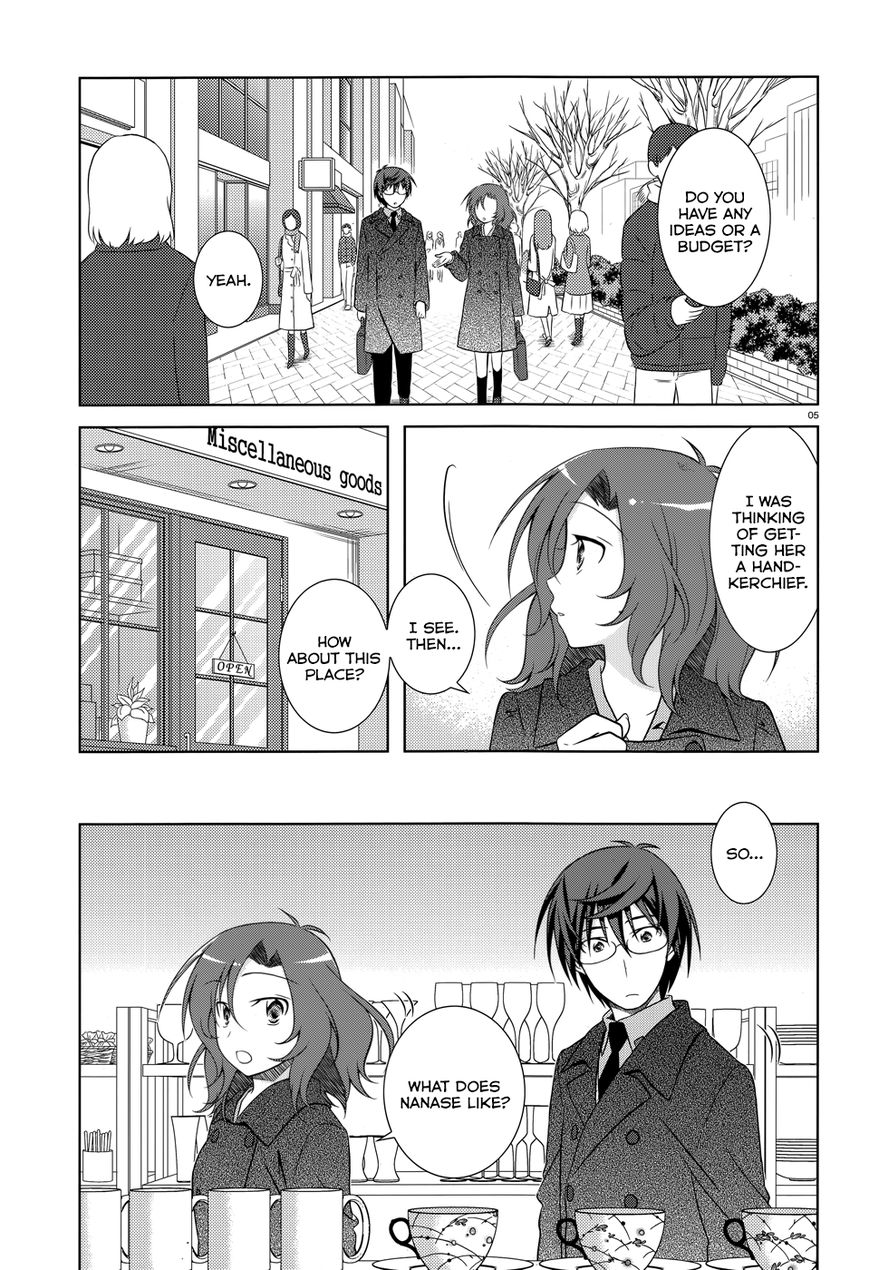 DO YOU
HAVE ANY
IDEAS OR A
BUDGET?
YEAH.
05
I WAS
THINKING
OF GET-
TING HER
A HAND-
KERCHIEF.
I SEE.
THEN...
Miscellaneous goods
HOW
ABOUT THIS
PLACE?
OPEN
SO...
WHAT DOES
NANASE LIKE?